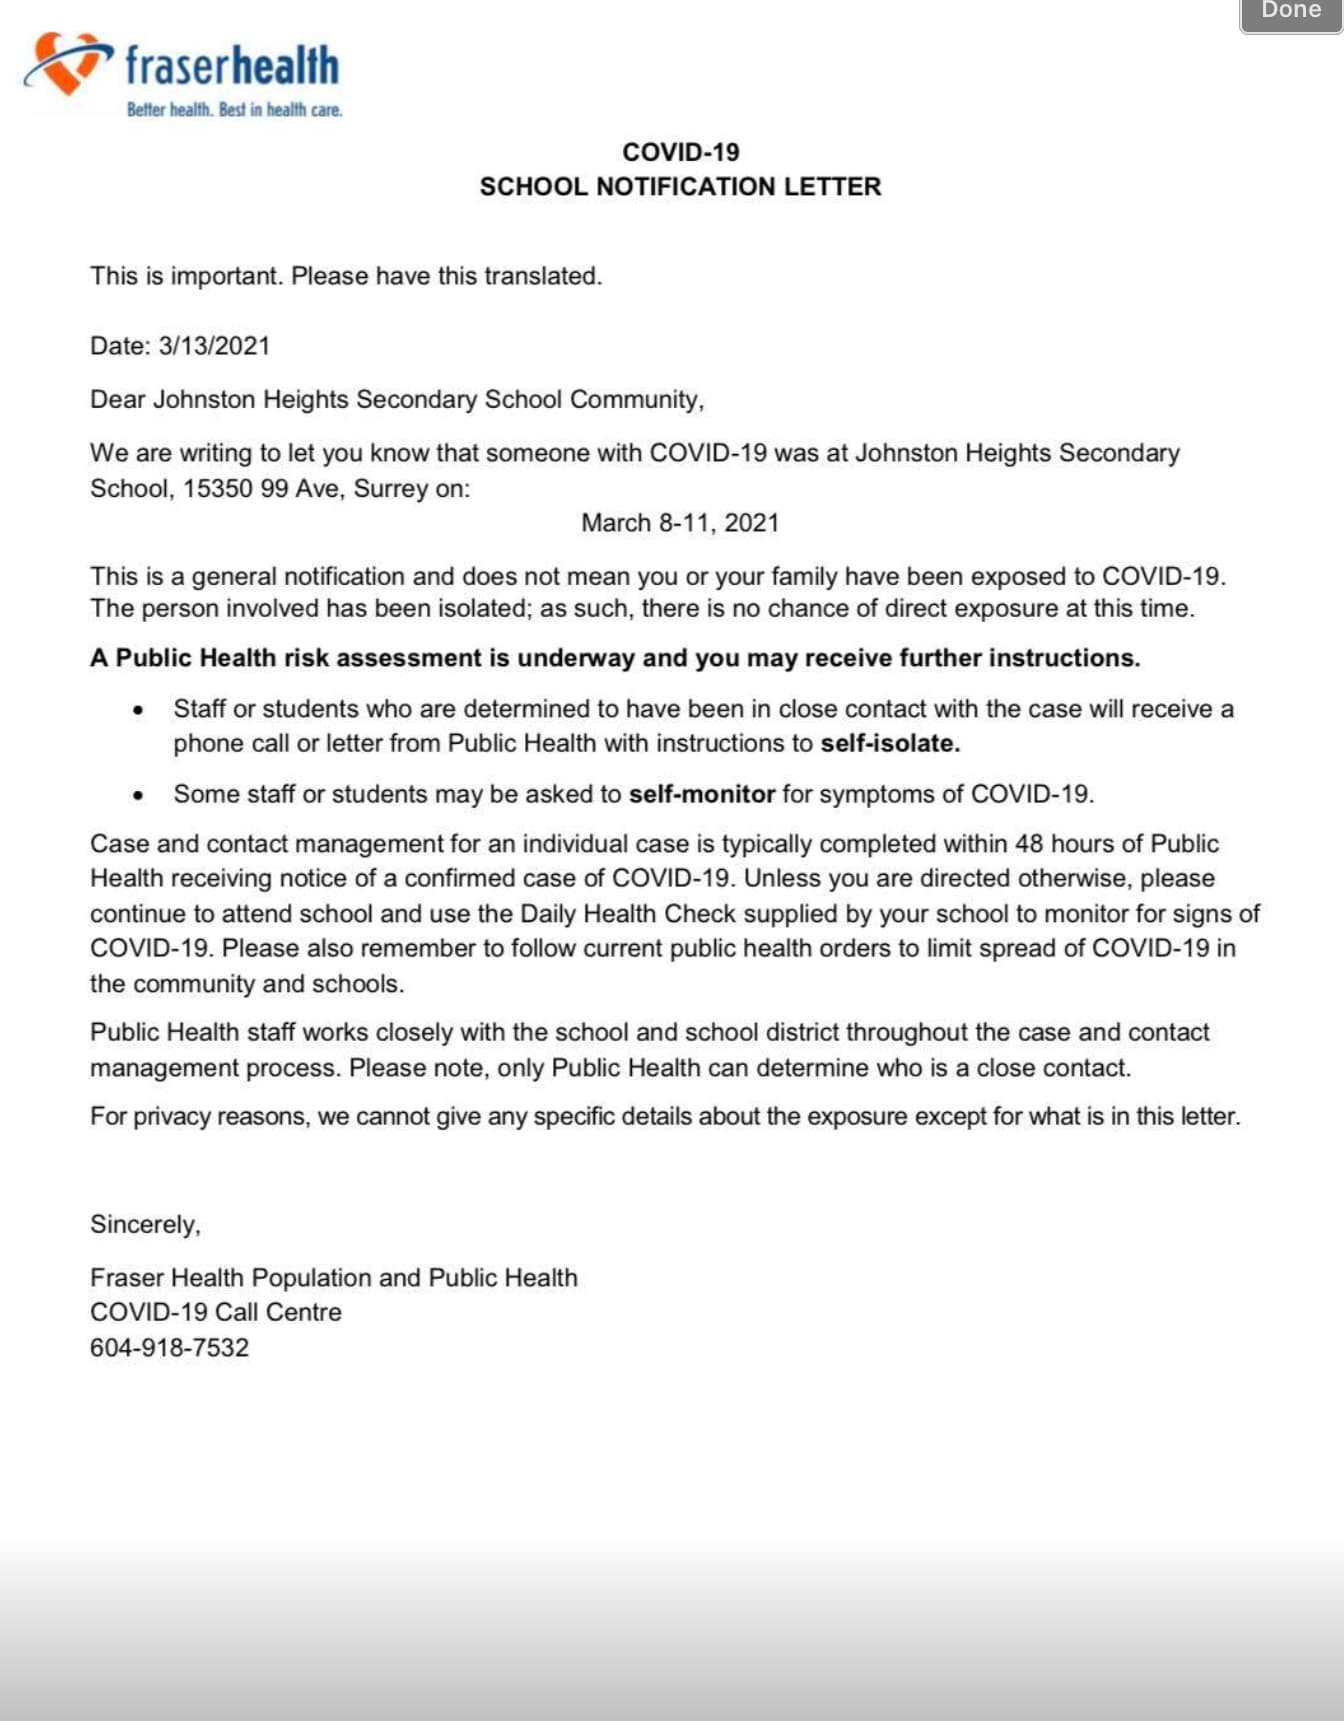 Done
fraserhealth
Better health. Best in health care.
COVID-19
SCHOOL NOTIFICATION LETTER
This is important. Please have this translated.
Date: 3/13/2021
Dear Johnston Heights Secondary School Community,
We are writing to let you know that someone with COVID-19 was at Johnston Heights Secondary
School, 15350 99 Ave, Surrey on:
March 8-11, 2021
This is a general notification and does not mean you or your family have been exposed to COVID-19.
The person involved has been isolated; as such, there is no chance of direct exposure at this time.
A Public Health risk assessment is underway and you may receive further instructions.
• Staff or students who are determined to have been in close contact with the case will receive a
phone call or letter from Public Health with instructions to self-isolate.
• Some staff or students may be asked to self-monitor for symptoms of COVID-19.
Case and contact management for an individual case is typically completed within 48 hours of Public
Health receiving notice of a confirmed case of COVID-19. Unless you are directed otherwise, please
continue to attend school and use the Daily Health Check supplied by your school to monitor for signs of
COVID-19. Please also remember to follow current public health orders to limit spread of COVID-19 in
the community and schools.
Public Health staff works closely with the school and school district throughout the case and contact
management process. Please note, only Public Health can determine who is a close contact.
For privacy reasons, we cannot give any specific details about the exposure except for what is in this letter.
Sincerely,
Fraser Health Population and Public Health
COVID-19 Call Centre
604-918-7532